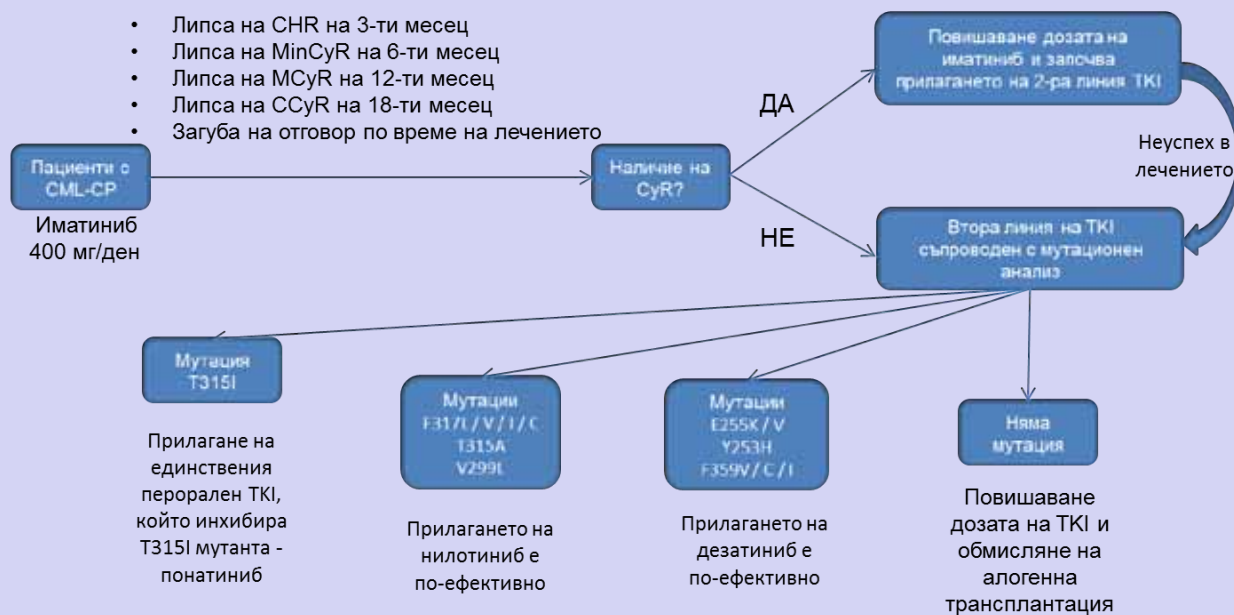 • Липса на CHR на 3-ти месец
• Липса на MinCyR на 6-ти месец
• Липса на MCyR на 12-ти месец
• Липса на CCyR на 18-ти месец
• Загуба на отговор по време на лечението
Пациенти с
CML-CP
Иматиниб
400 мг/ден
Наличие на
CyR?
ДА
НЕ
Повишаване дозата на
иматиниб и започва
прилагането на 2-ра линия TKI
Неуспех в
лечението
Втора линия на TKI
съпроводен с мутационен
анализ
Мутация
T315I
Прилагане на
единствения
перорален TKI,
който инхибира
T315I мутанта -
понатиниб
Мутации
F317L / V / I / C
T315A
V299L
Прилагането на
нилотиниб е
по-ефективно
Мутации
E255K / V
Y253H
F359V / C / I
Прилагането на
дезатиниб е
по-ефективно
Няма
мутация
Повишаване
дозата на TKI и
обмисляне на
алогенна
трансплантация